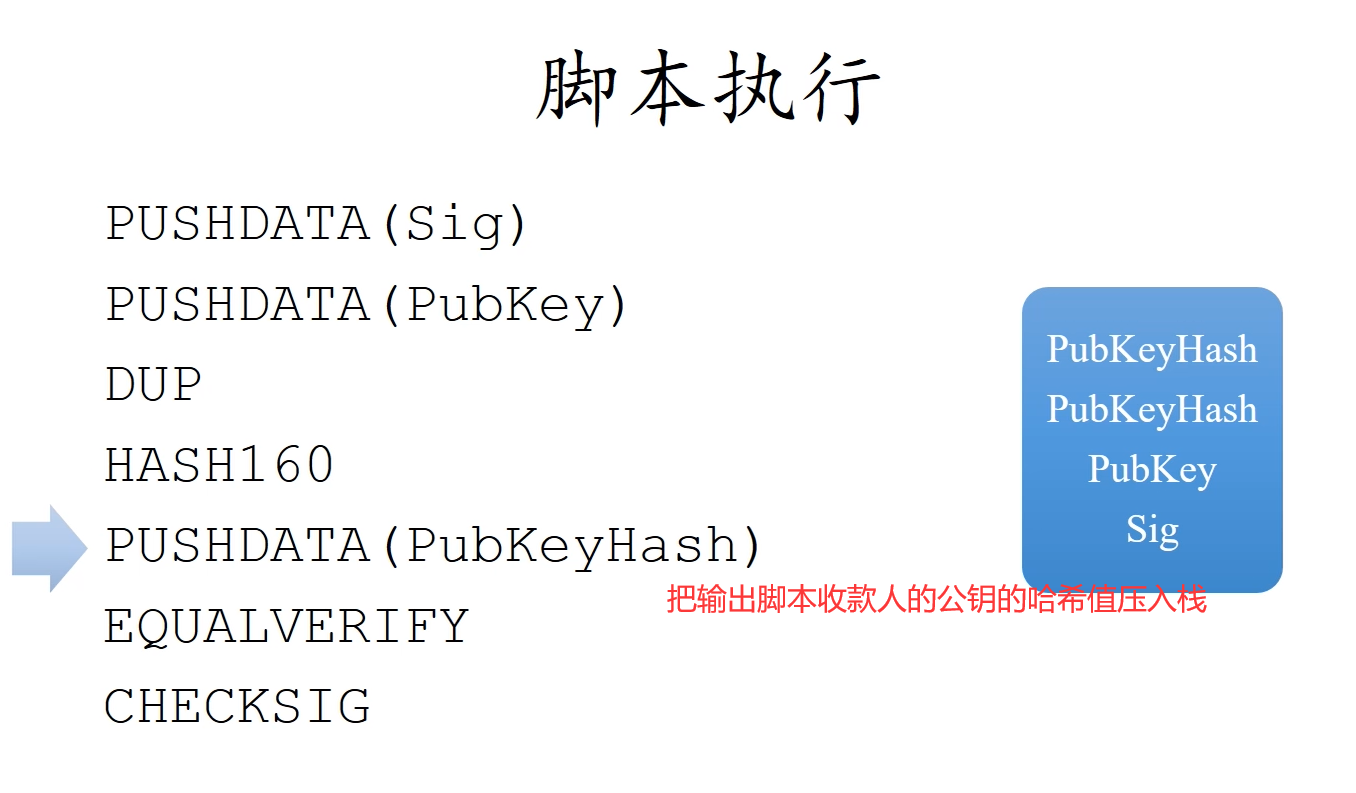 脚本执行
PUSHDATA(Sig)
PUSHDATA(PubKey)
DUP
HASH160
PUSHDATA(PubKeyHash)
把输出脚本收款人的公钥的哈希值压入栈
EQUALVERIFY
CHECKSIG
PubKeyHash
PubKeyHash
PubKey
Sig